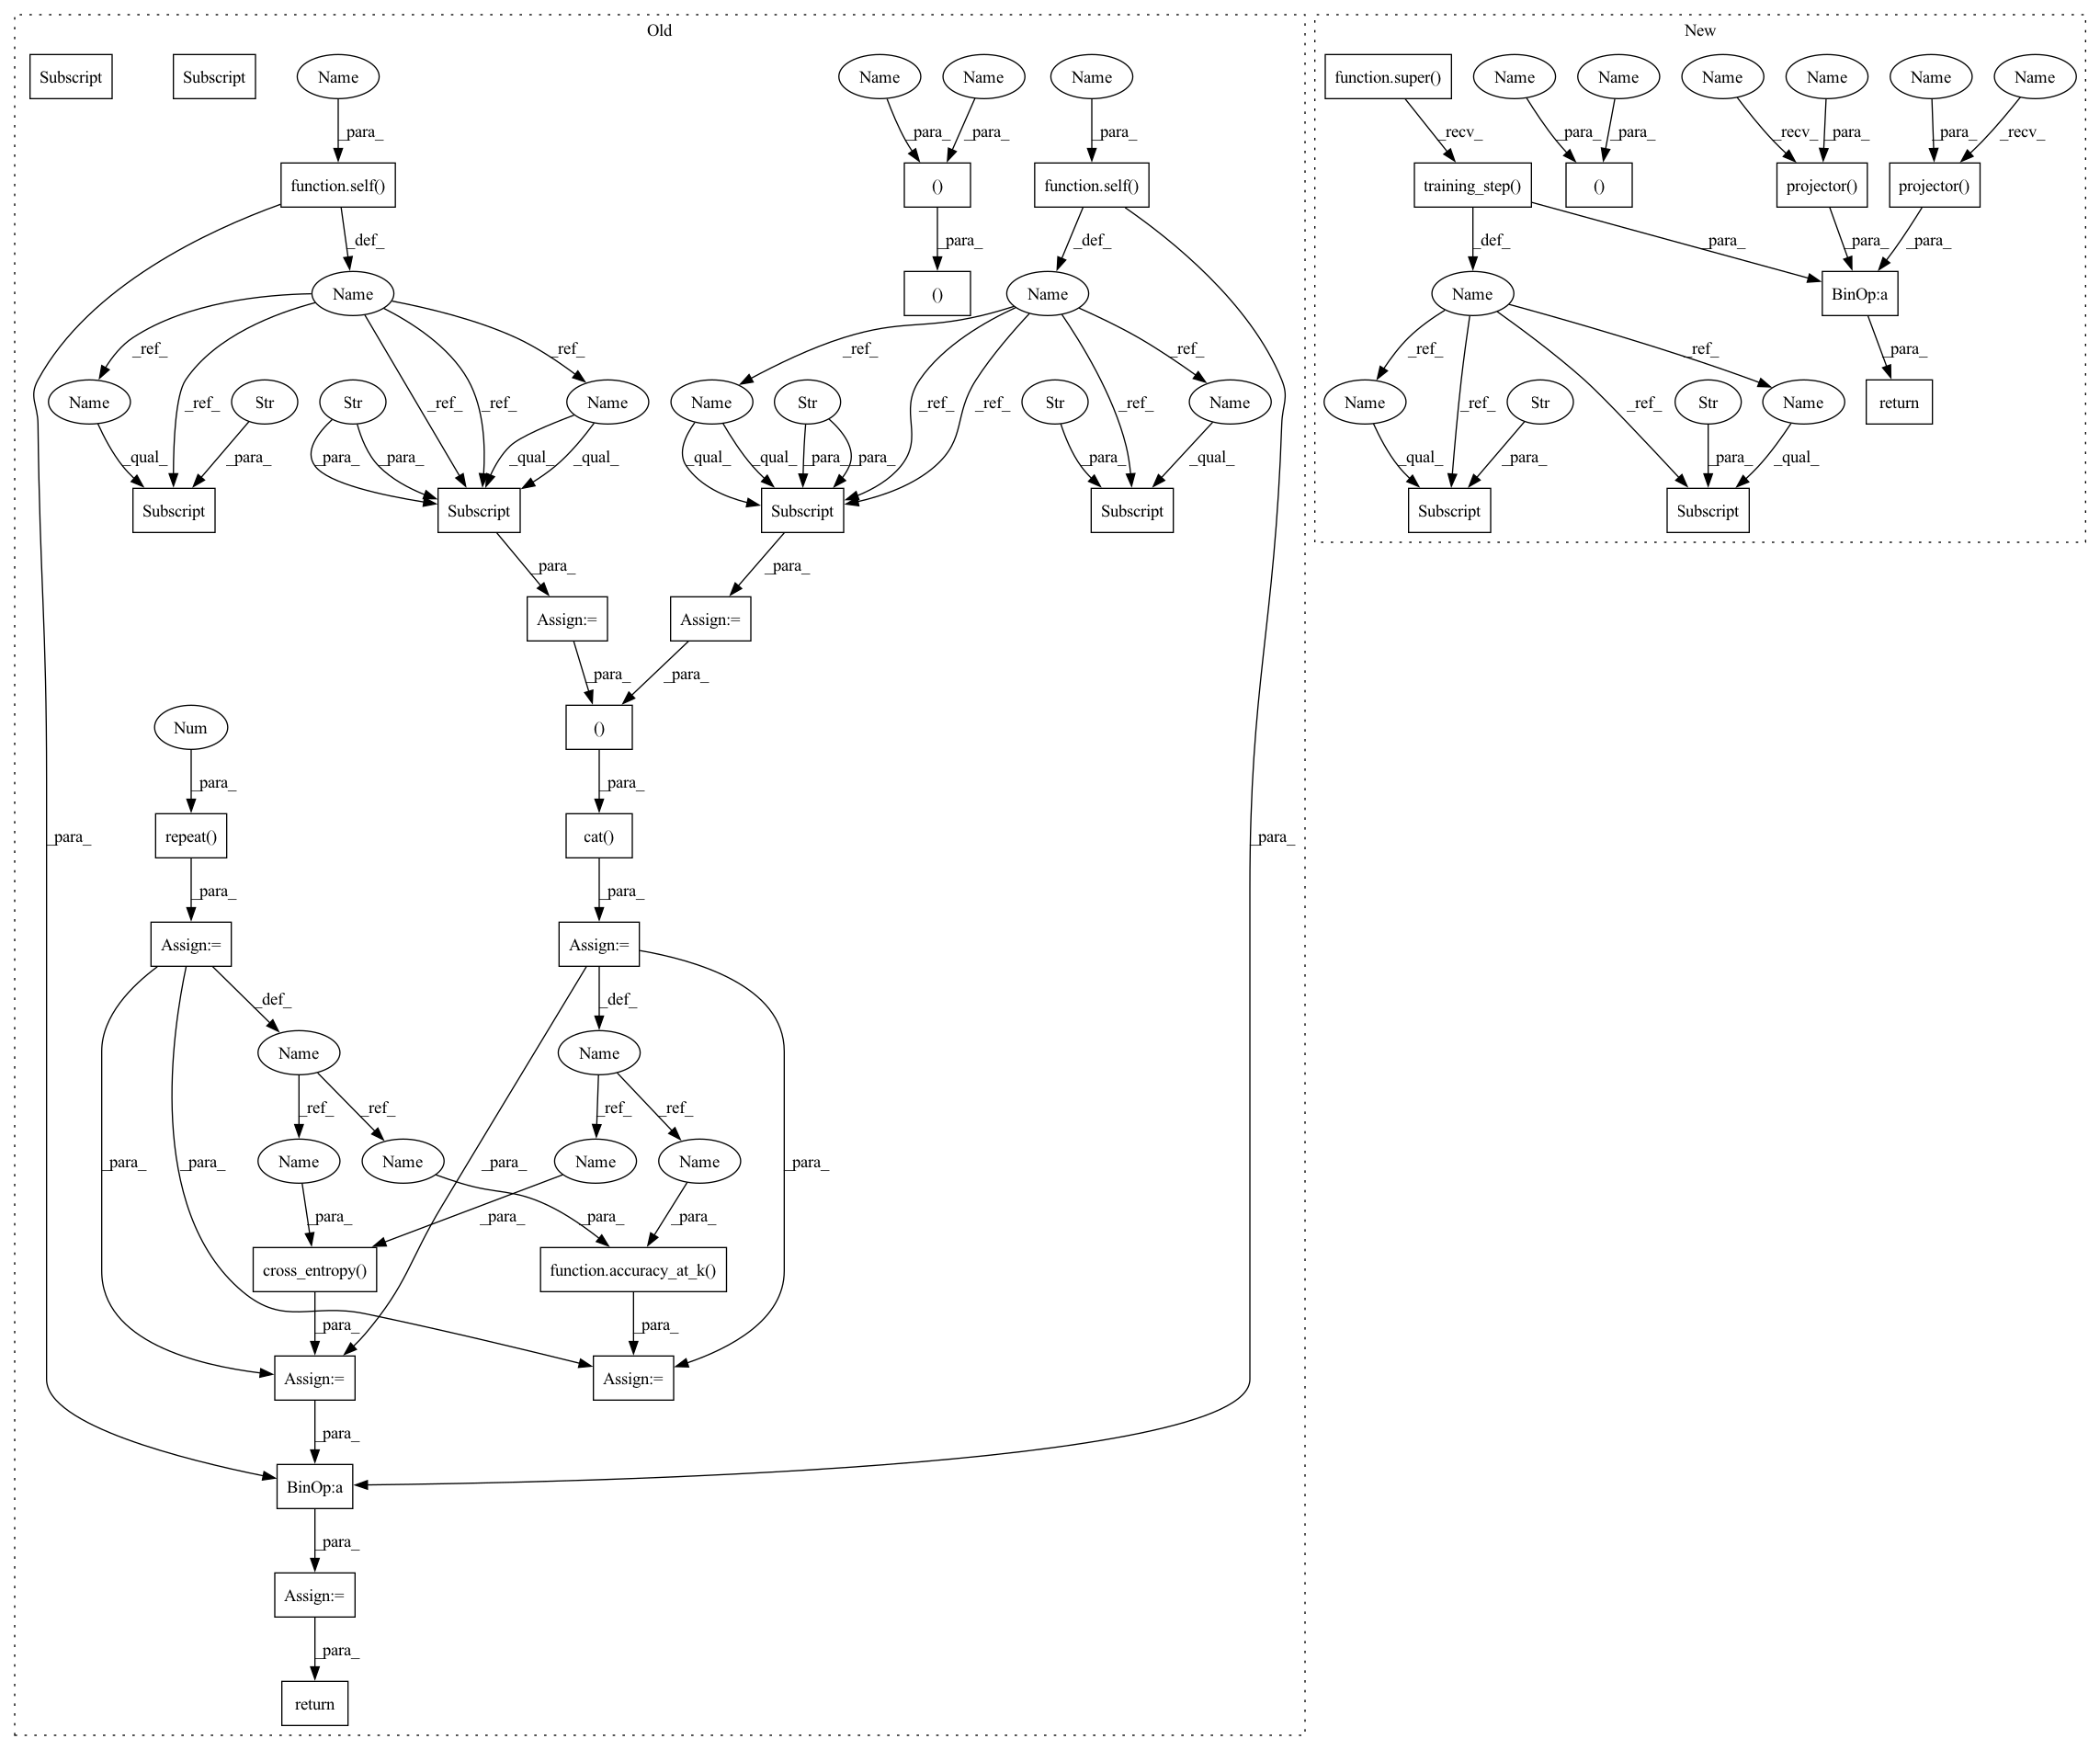 Old New
Subscript Subscript Name Name Name Name function.super() Name Name Name Name Name Name
_para_ _para_ _para_ _para_ _recv_ _para_ _para_ _recv_ _para_ _para_ _recv_
function.self() () function.self() training_step() () projector() projector()
_def_ _para_ _def_ _def_ _para_ _para_ _para_
Name () Name Name BinOp:a
_ref_ _ref_ _ref_ _ref_ _ref_ _ref_ _para_
Name _ref_ Str Str _ref_ _ref_ Name Name Str _ref_ _ref_ Str _ref_ Name Name _ref_ Str _ref_ Str Name return
_qual_ _para_ _para_ _para_ _qual_ _qual_ _qual_ _qual_ _para_ _para_ _para_ _qual_ _qual_ _para_ _para_ _qual_
Subscript Subscript Subscript Subscript Subscript Subscript
_para_ _para_
Assign:= Assign:=
_para_ _para_
Num ()
_para_ _para_
repeat() cat()
_para_ _para_
_para_ _para_
Assign:= Assign:=
_def_ _def_
Name Name
_ref_ _ref_ _ref_ _ref_
_para_ _para_ Name Name _para_ Name Name _para_
_para_ _para_ _para_ _para_
cross_entropy() function.accuracy_at_k()
_para_ _para_
Assign:= Assign:=
_para_
BinOp:a
_para_
Assign:=
_para_
return